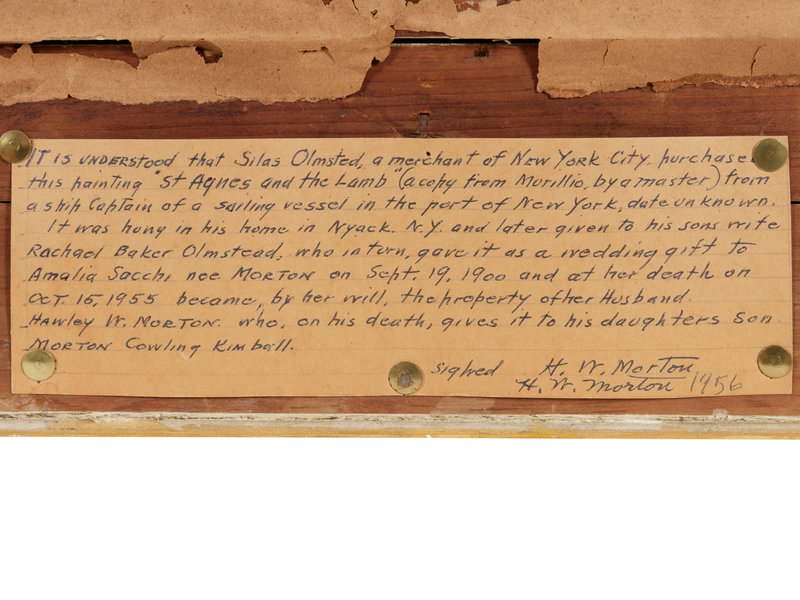 IT IS UNDERSTOOD that Silas Olmsted, a merchant of New York City, purchase
this painting "St Agnes and the Lamb" (a copy from Murillio, by a master) from
a ship Captain of a sailing vessel in the port of New York, date unknown.
It was hung in his home in Nyack. N.Y. and later given to his sons wife
Rachael Baker Olmstead, who in turn, gave it as a wedding gift to
Amalia Sacchi nee MORTON on Sept. 19, 1900 and at her death on
OCT. 15, 1955 became, by her will, the property of her Husband.
HAWLEY W. MORTON. who, on his death, gives it to his daughters Son
MORTON Cowling Kimball.
signed H. W. Morton
H. W. Morton 1956